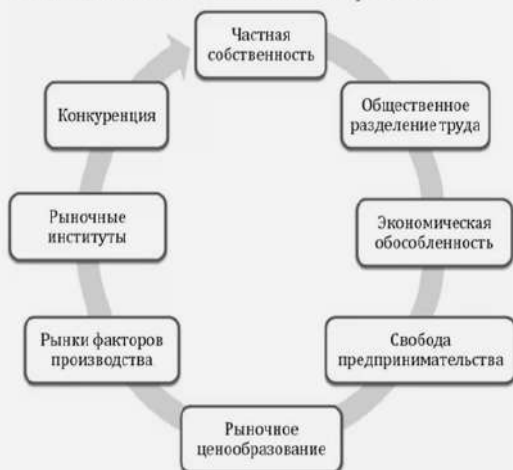 Частная
собственность
Общественное
разделение труда
Экономическая
обособленность
Свобода
предпринимательства
Рыночное
ценообразование
Рынки факторов
производства
Рыночные
институты
Конкуренция